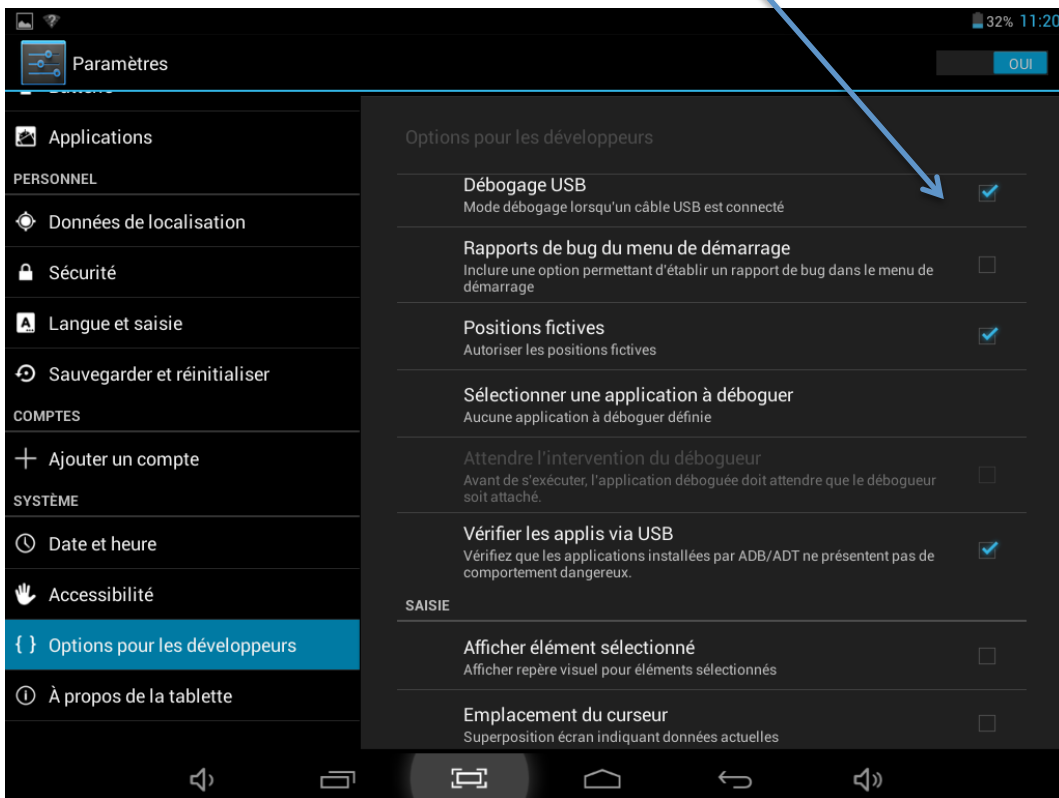 32% 11:20
Paramètres
OUI
Batterie
Applications
PERSONNEL
Données de localisation
Sécurité
Langue et saisie
Sauvegarder et réinitialiser
COMPTES
Ajouter un compte
SYSTÈME
Date et heure
Accessibilité
{ } Options pour les développeurs
À propos de la tablette
Options pour les développeurs
Débogage USB
Mode débogage lorsqu'un câble USB est connecté
Rapports de bug du menu de démarrage
Inclure une option permettant d'établir un rapport de bug dans le menu de
démarrage
Positions fictives
Autoriser les positions fictives
Sélectionner une application à déboguer
Aucune application à déboguer définie
Attendre l'intervention du débogueur
Avant de s'exécuter, l'application déboguée doit attendre que le débogueur
soit attaché.
Vérifier les applis via USB
Vérifiez que les applications installées par ADB/ADT ne présentent pas de
comportement dangereux.
SAISIE
Afficher élément sélectionné
Afficher repère visuel pour éléments sélectionnés
Emplacement du curseur
Superposition écran indiquant données actuelles